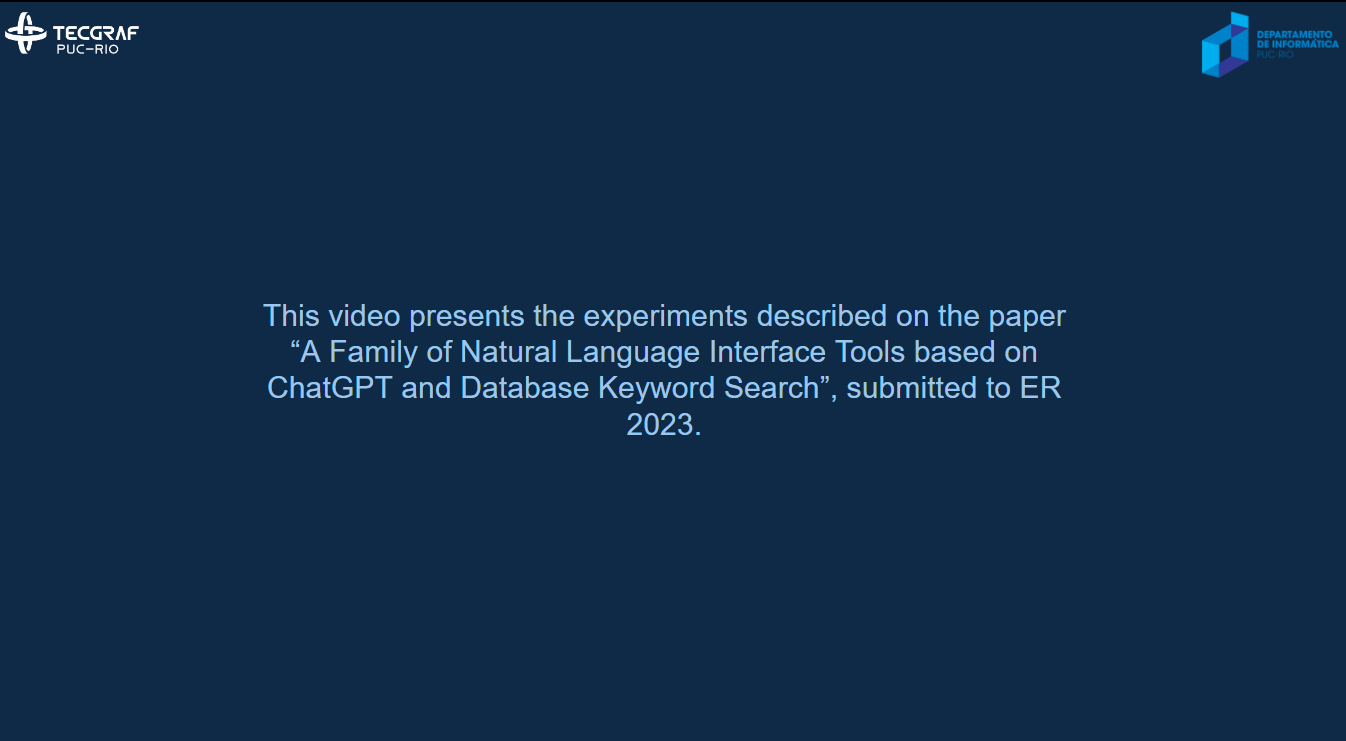 TECGRAF
PUC-RIO
DEPARTAMENTO
DE INFORMÁTICA
PUC-RIO
This video presents the experiments described on the paper
“A Family of Natural Language Interface Tools based on
ChatGPT and Database Keyword Search”, submitted to ER
2023.